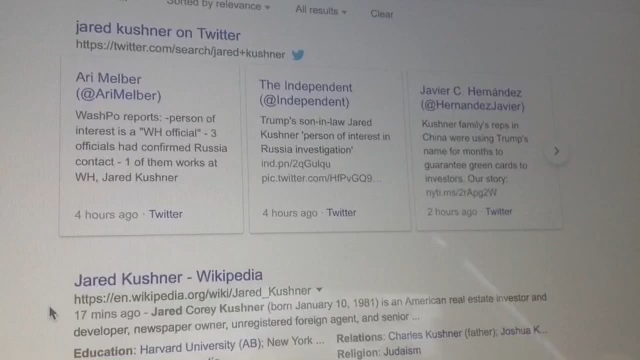 Sorted by relevance
All results
Clear
jared kushner on Twitter
https://twitter.com/search/jared+kushner
Ari Melber
(@AriMelber)
WashPo reports: -person of
interest is a "WH official" - 3
officials had confirmed Russia
contact - 1 of them works at
WH, Jared Kushner
4 hours ago · Twitter
The Independent
(@Independent)
Trump's son-in-law Jared
Kushner 'person of interest in
Russia investigation'
ind.pn/2qGulqu
pic.twitter.com/HfPvGQ9...
4 hours ago · Twitter
Javier C. Hernández
(@HernandezJavier)
Kushner family's reps in
China were using Trump's
name for months to
guarantee green cards to
investors. Our story:
nyti.ms/2rApg2W
2 hours ago · Twitter
Jared Kushner - Wikipedia
https://en.wikipedia.org/wiki/Jared_Kushner
17 mins ago - Jared Corey Kushner (born January 10, 1981) is an American real estate investor and
developer, newspaper owner, unregistered foreign agent, and senior ...
Education: Harvard University (AB); New York ...
Relations: Charles Kushner (father); Joshua K...
Religion: Judaism